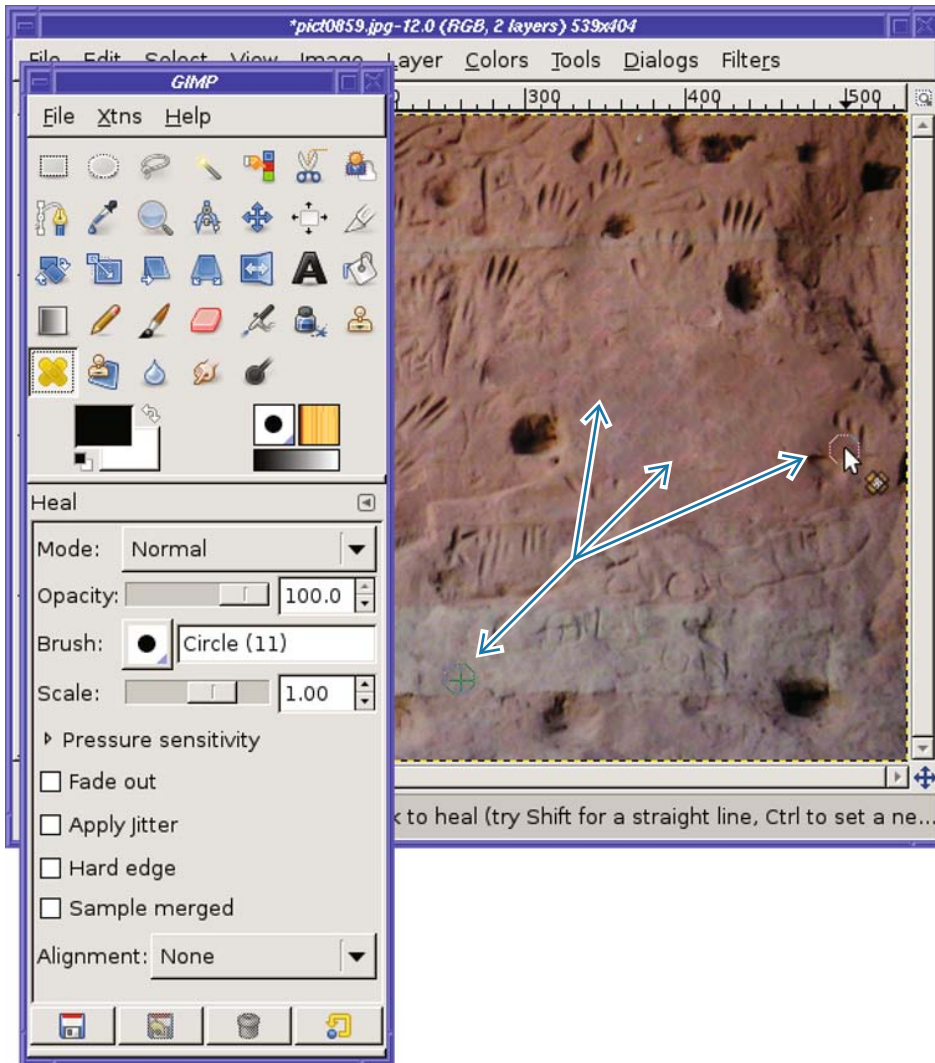 *pict0859.jpg-12.0 (RGB, 2 layers) 539x404
File Edit Select View Image Layer Colors Tools Dialogs Filters
GIMP
File Xtns Help
300 400 500
Heal
Mode: Normal
Opacity: 100.0
Brush: Circle (11)
Scale: 1.00
Pressure sensitivity
Fade out
Apply Jitter
Hard edge
Sample merged
Alignment: None
to heal (try Shift for a straight line, Ctrl to set a ne...